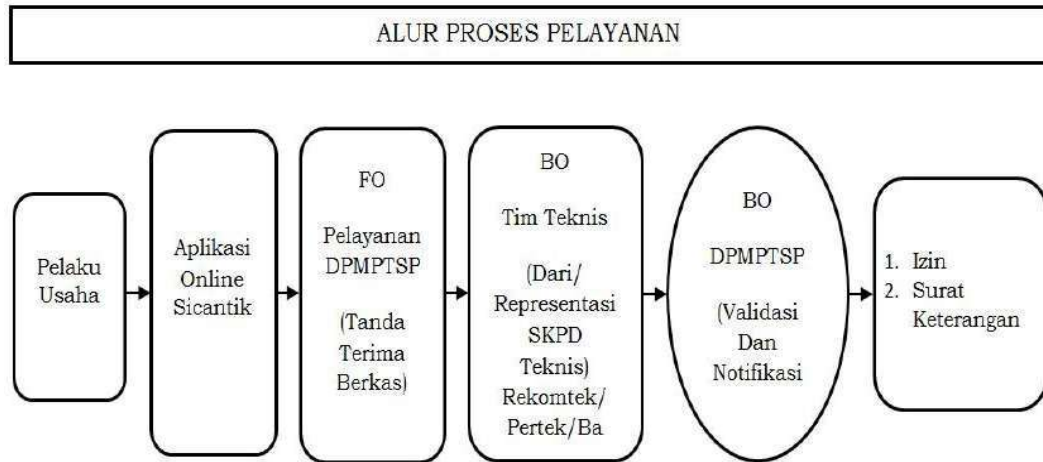 ALUR PROSES PELAYANAN
Pelaku
Usaha
Aplikasi
Online
Sicantik
FO
Pelayanan
DPMPTSP
(Tanda
Terima
Berkas)
BO
Tim Teknis
(Dari/
Representasi
SKPD
Teknis)
Rekomtek/
Pertek/Ba
BO
DPMPTSP
(Validasi
Dan
Notifikasi
1. Izin
2. Surat
Keterangan